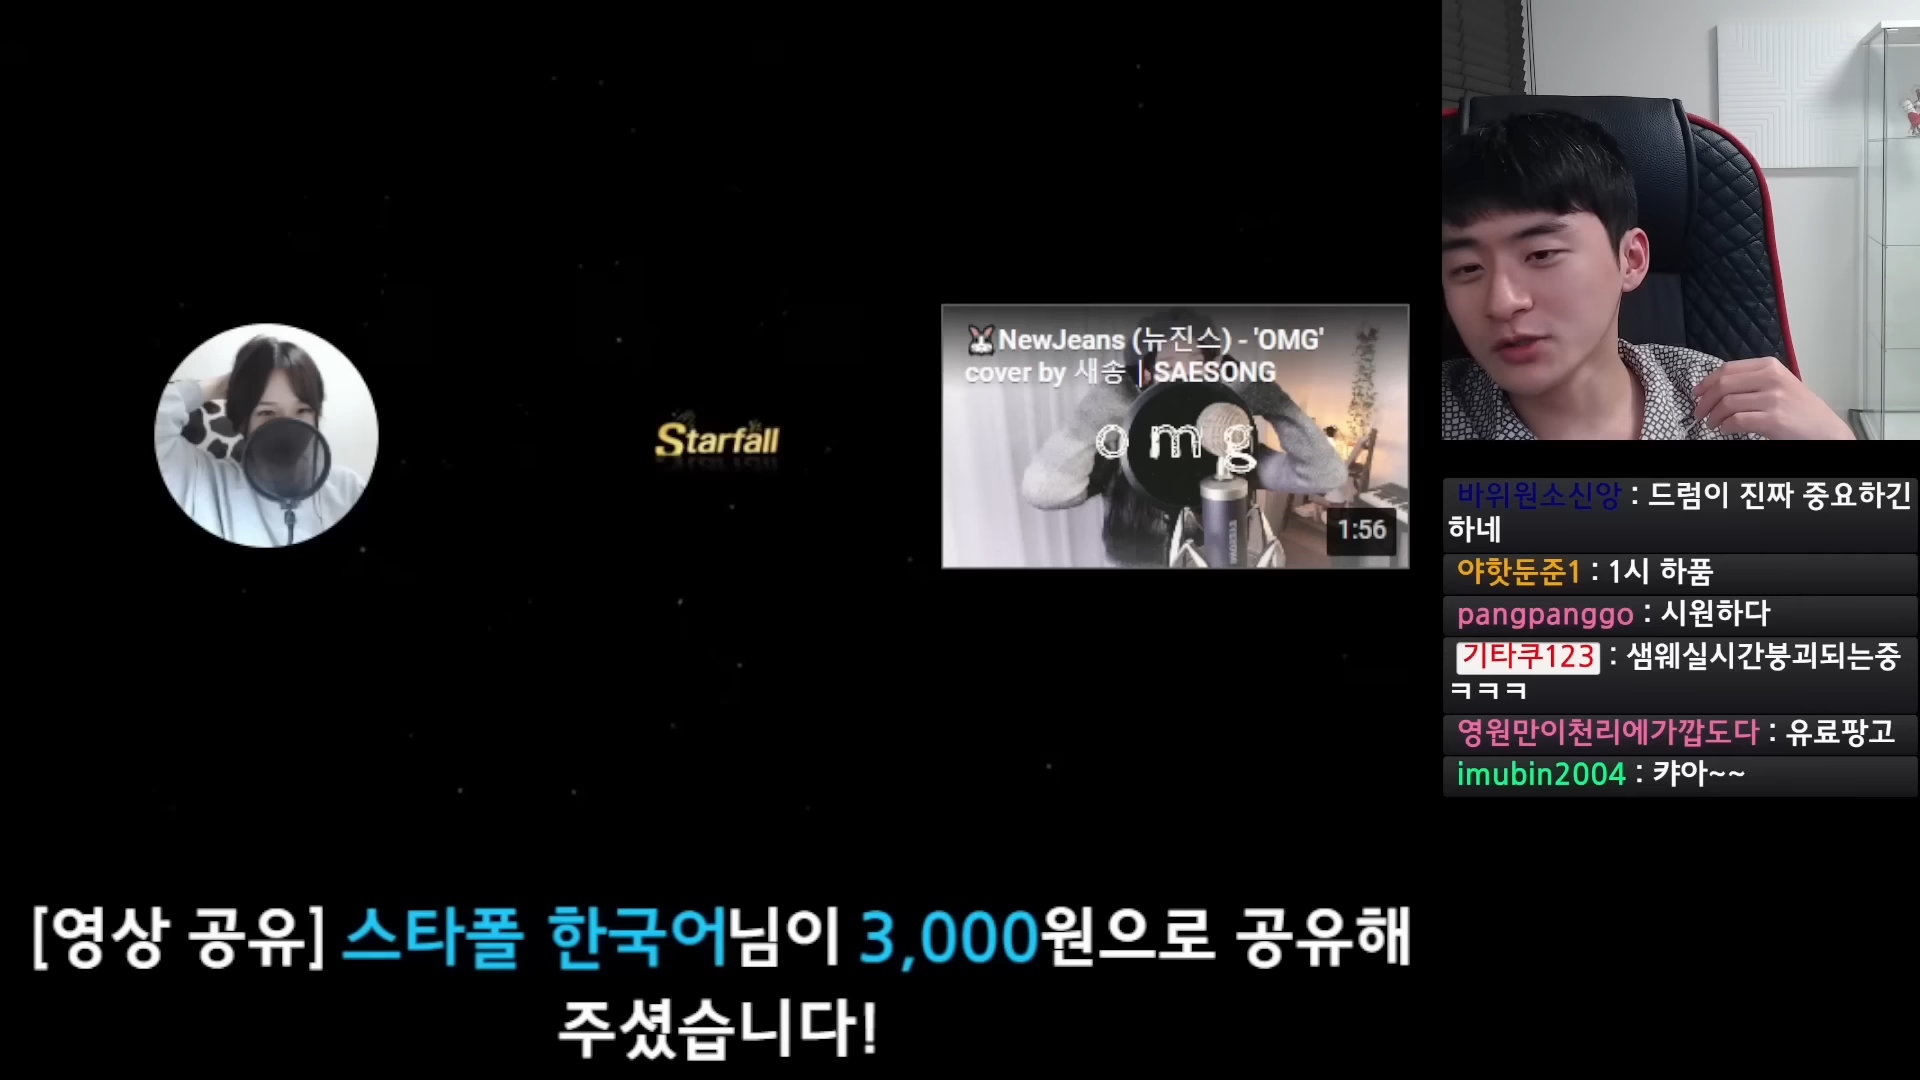 Starfall
🐰NewJeans (뉴진스) - 'OMG'
cover by 새송 | SAESONG
omg
1:56
[영상 공유] 스타폴 한국어님이 3,000원으로 공유해
주셨습니다!
바위원소신앙 : 드럼이 진짜 중요하긴
하네
야핫둔준1 : 1시 하품
pangpanggo : 시원하다
기타쿠123 : 샘웨실시간붕괴되는중
ㅋㅋㅋ
영원만이천리에가깝도다 : 유료팡고
imubin2004 : 캬아~~